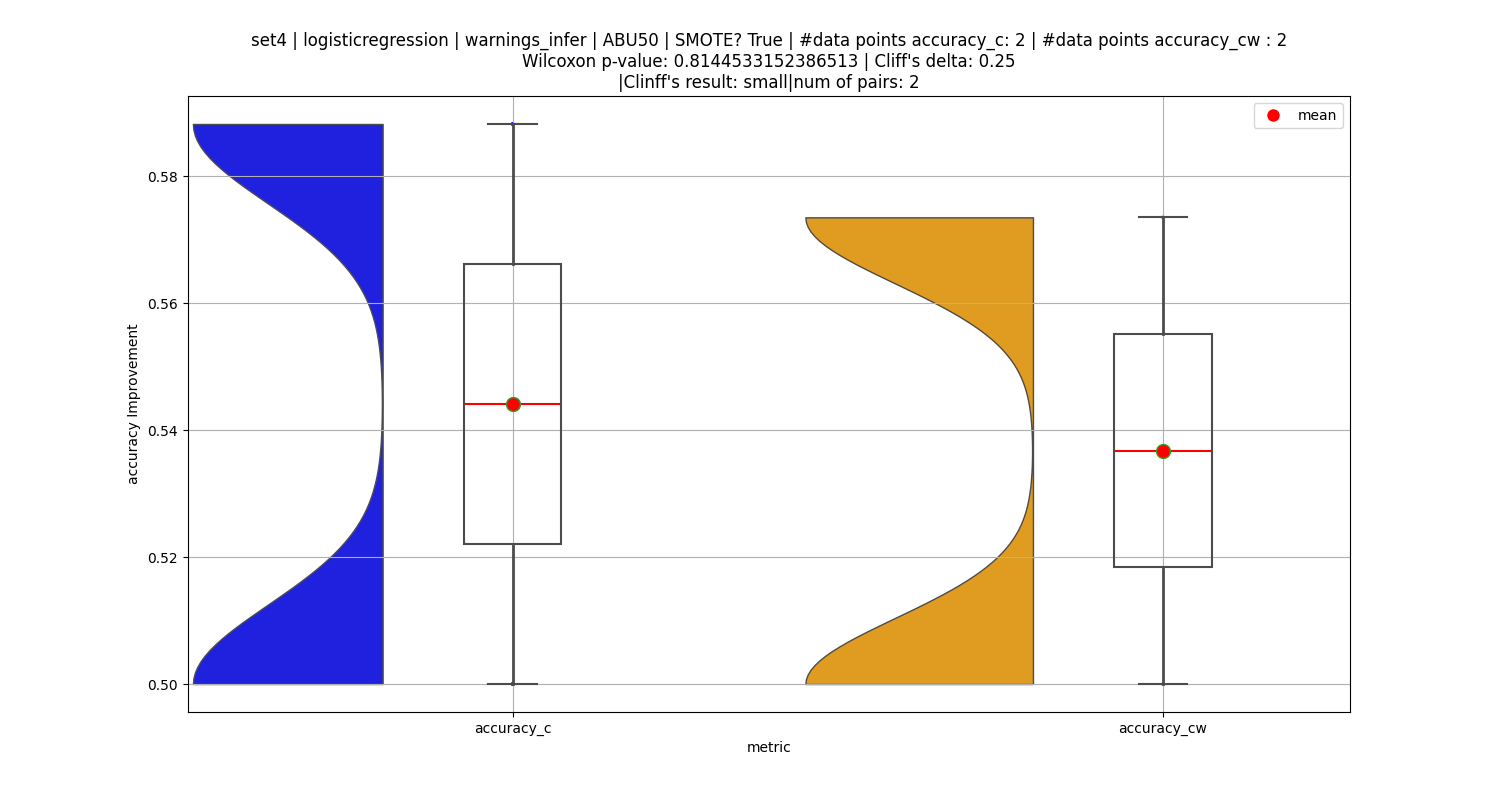 set4 | logisticregression | warnings_infer | ABU50 | SMOTE? True | #data points accuracy_c: 2 | #data points accuracy_cw : 2
Wilcoxon p-value: 0.8144533152386513 | Cliff's delta: 0.25
|Clinff's result: small|num of pairs: 2
mean
0.58
0.56
0.54
0.52
0.50
accuracy Improvement
accuracy_c
accuracy_cw
metric